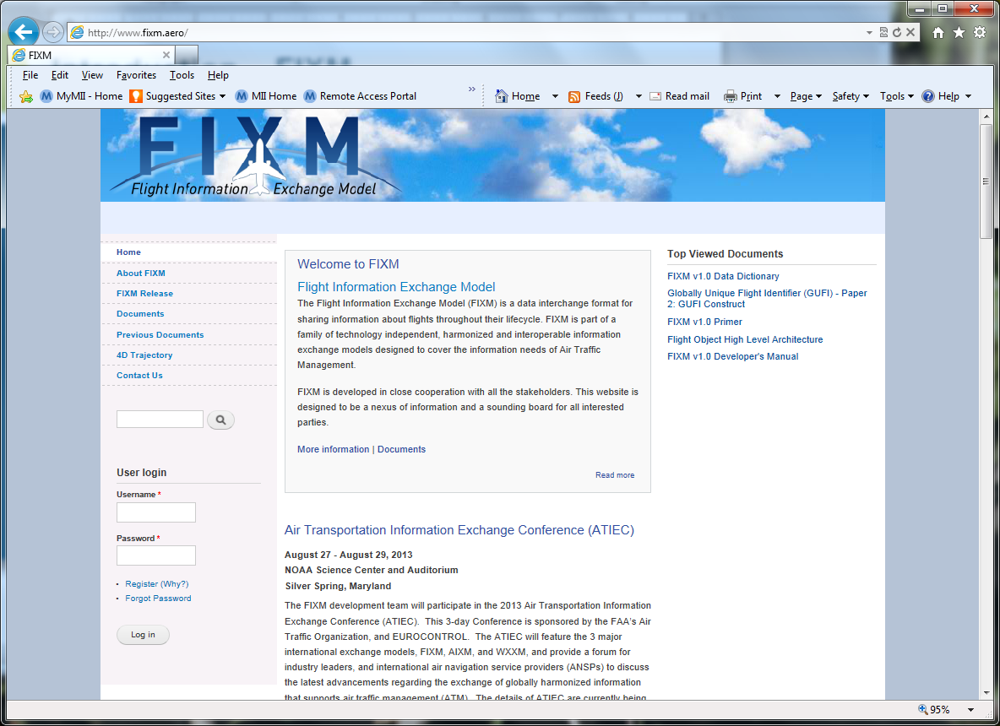 http://www.fixm.aero/
FIXM
File Edit View Favorites Tools Help
MyMII - Home Suggested Sites MII Home Remote Access Portal » Home Feeds (J) Read mail Print Page Safety Tools Help
FIXM
Flight Information Exchange Model
Home
About FIXM
FIXM Release
Documents
Previous Documents
4D Trajectory
Contact Us
User login
Username *
Password *
Register (Why?)
Forgot Password
Log in
Welcome to FIXM
Flight Information Exchange Model
The Flight Information Exchange Model (FIXM) is a data interchange format for
sharing information about flights throughout their lifecycle. FIXM is part of a
family of technology independent, harmonized and interoperable information
exchange models designed to cover the information needs of Air Traffic
Management.
FIXM is developed in close cooperation with all the stakeholders. This website is
designed to be a nexus of information and a sounding board for all interested
parties.
More information | Documents
Read more
Air Transportation Information Exchange Conference (ATIEC)
August 27 - August 29, 2013
NOAA Science Center and Auditorium
Silver Spring, Maryland
The FIXM development team will participate in the 2013 Air Transportation Information
Exchange Conference (ATIEC). This 3-day Conference is sponsored by the FAA's Air
Traffic Organization, and EUROCONTROL. The ATIEC will feature the 3 major
international exchange models, FIXM, AIXM, and WXXM, and provide a forum for
industry leaders, and international air navigation service providers (ANSPs) to discuss
the latest advancements regarding the exchange of globally harmonized information
that supports air traffic management (ATM). The details of ATIEC are currently being
Top Viewed Documents
FIXM v1.0 Data Dictionary
Globally Unique Flight Identifier (GUFI) - Paper
2: GUFI Construct
FIXM v1.0 Primer
Flight Object High Level Architecture
FIXM v1.0 Developer's Manual
95%